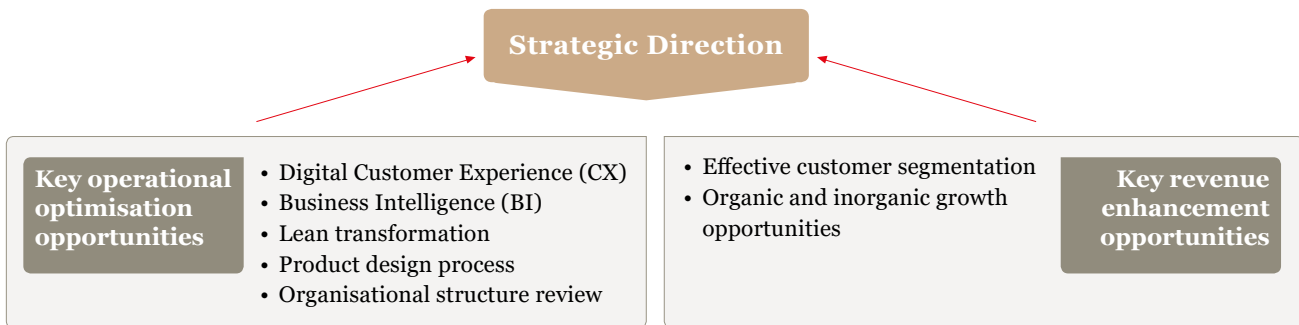 Strategic Direction
Key operational
optimisation
opportunities
• Digital Customer Experience (CX)
• Business Intelligence (BI)
• Lean transformation
• Product design process
• Organisational structure review
• Effective customer segmentation
• Organic and inorganic growth
opportunities
Key revenue
enhancement
opportunities